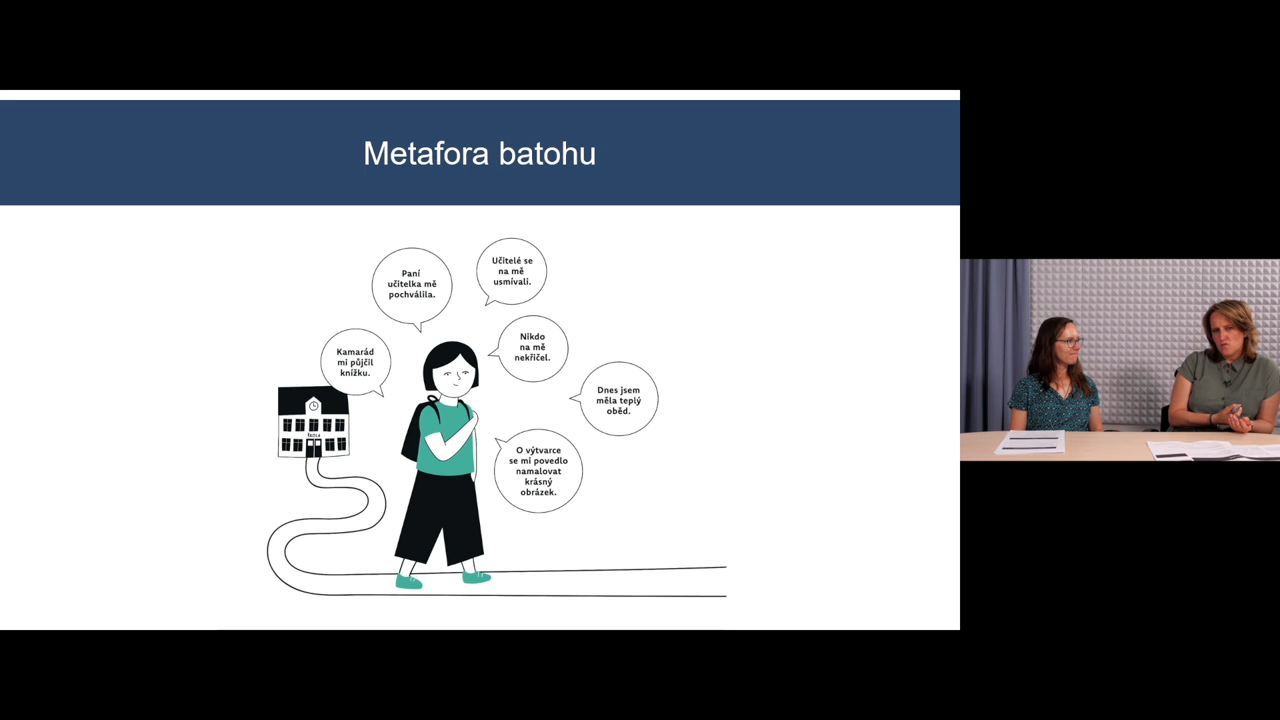 Metafora batohu
Učitelé se
na mě
usmívali.
Paní
učitelka mě
pochválila.
Nikdo
na mě
nekřičel.
Kamarád
mi půjčil
knížku.
Dnes jsem
měla teplý
oběd.
ŠKOLA
O výtvarce
se mi povedlo
namalovat
krásný
obrázek.